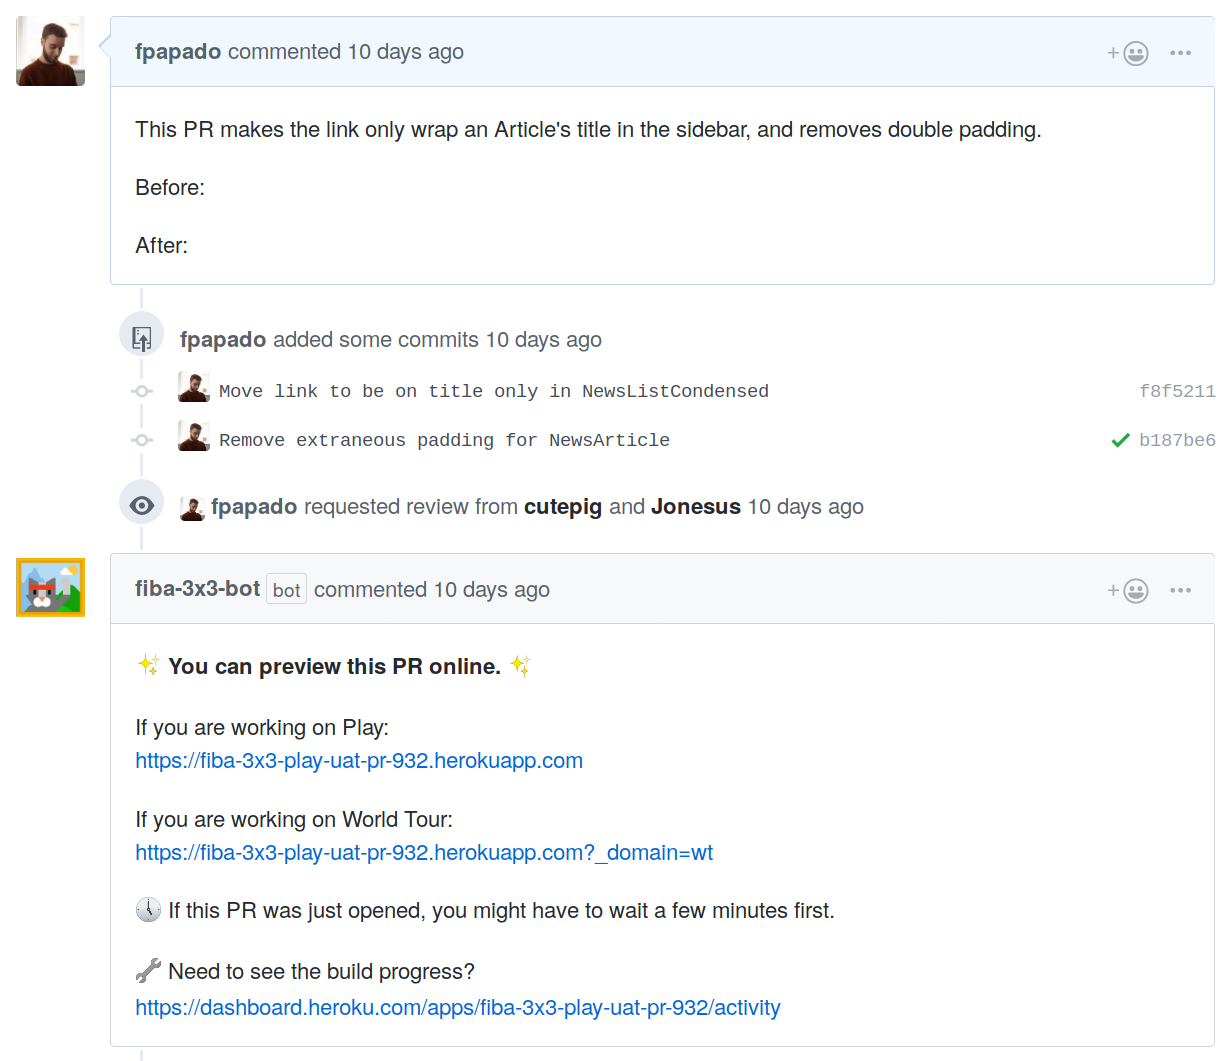 fpapado commented 10 days ago
This PR makes the link only wrap an Article's title in the sidebar, and removes double padding.
Before:
After:
fpapado added some commits 10 days ago
Move link to be on title only in NewsListCondensed f8f5211
Remove extraneous padding for NewsArticle b187be6
fpapado requested review from cutepig and Jonesus 10 days ago
fiba-3x3-bot bot commented 10 days ago
✨ You can preview this PR online. ✨
If you are working on Play:
https://fiba-3x3-play-uat-pr-932.herokuapp.com
If you are working on World Tour:
https://fiba-3x3-play-uat-pr-932.herokuapp.com?_domain=wt
If this PR was just opened, you might have to wait a few minutes first.
Need to see the build progress?
https://dashboard.heroku.com/apps/fiba-3x3-play-uat-pr-932/activity